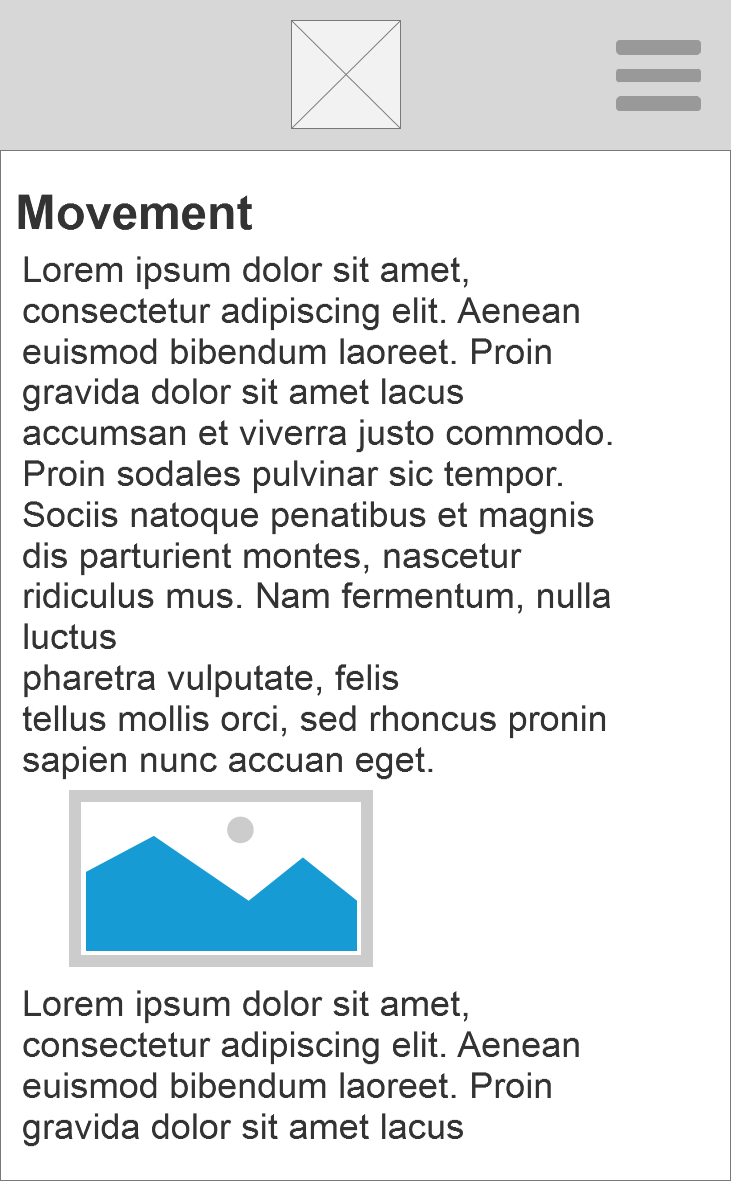 Movement
Lorem ipsum dolor sit amet,
consectetur adipiscing elit. Aenean
euismod bibendum laoreet. Proin
gravida dolor sit amet lacus
accumsan et viverra justo commodo.
Proin sodales pulvinar sic tempor.
Sociis natoque penatibus et magnis
dis parturient montes, nascetur
ridiculus mus. Nam fermentum, nulla
luctus
pharetra vulputate, felis
tellus mollis orci, sed rhoncus pronin
sapien nunc accuan eget.
Lorem ipsum dolor sit amet,
consectetur adipiscing elit. Aenean
euismod bibendum laoreet. Proin
gravida dolor sit amet lacus